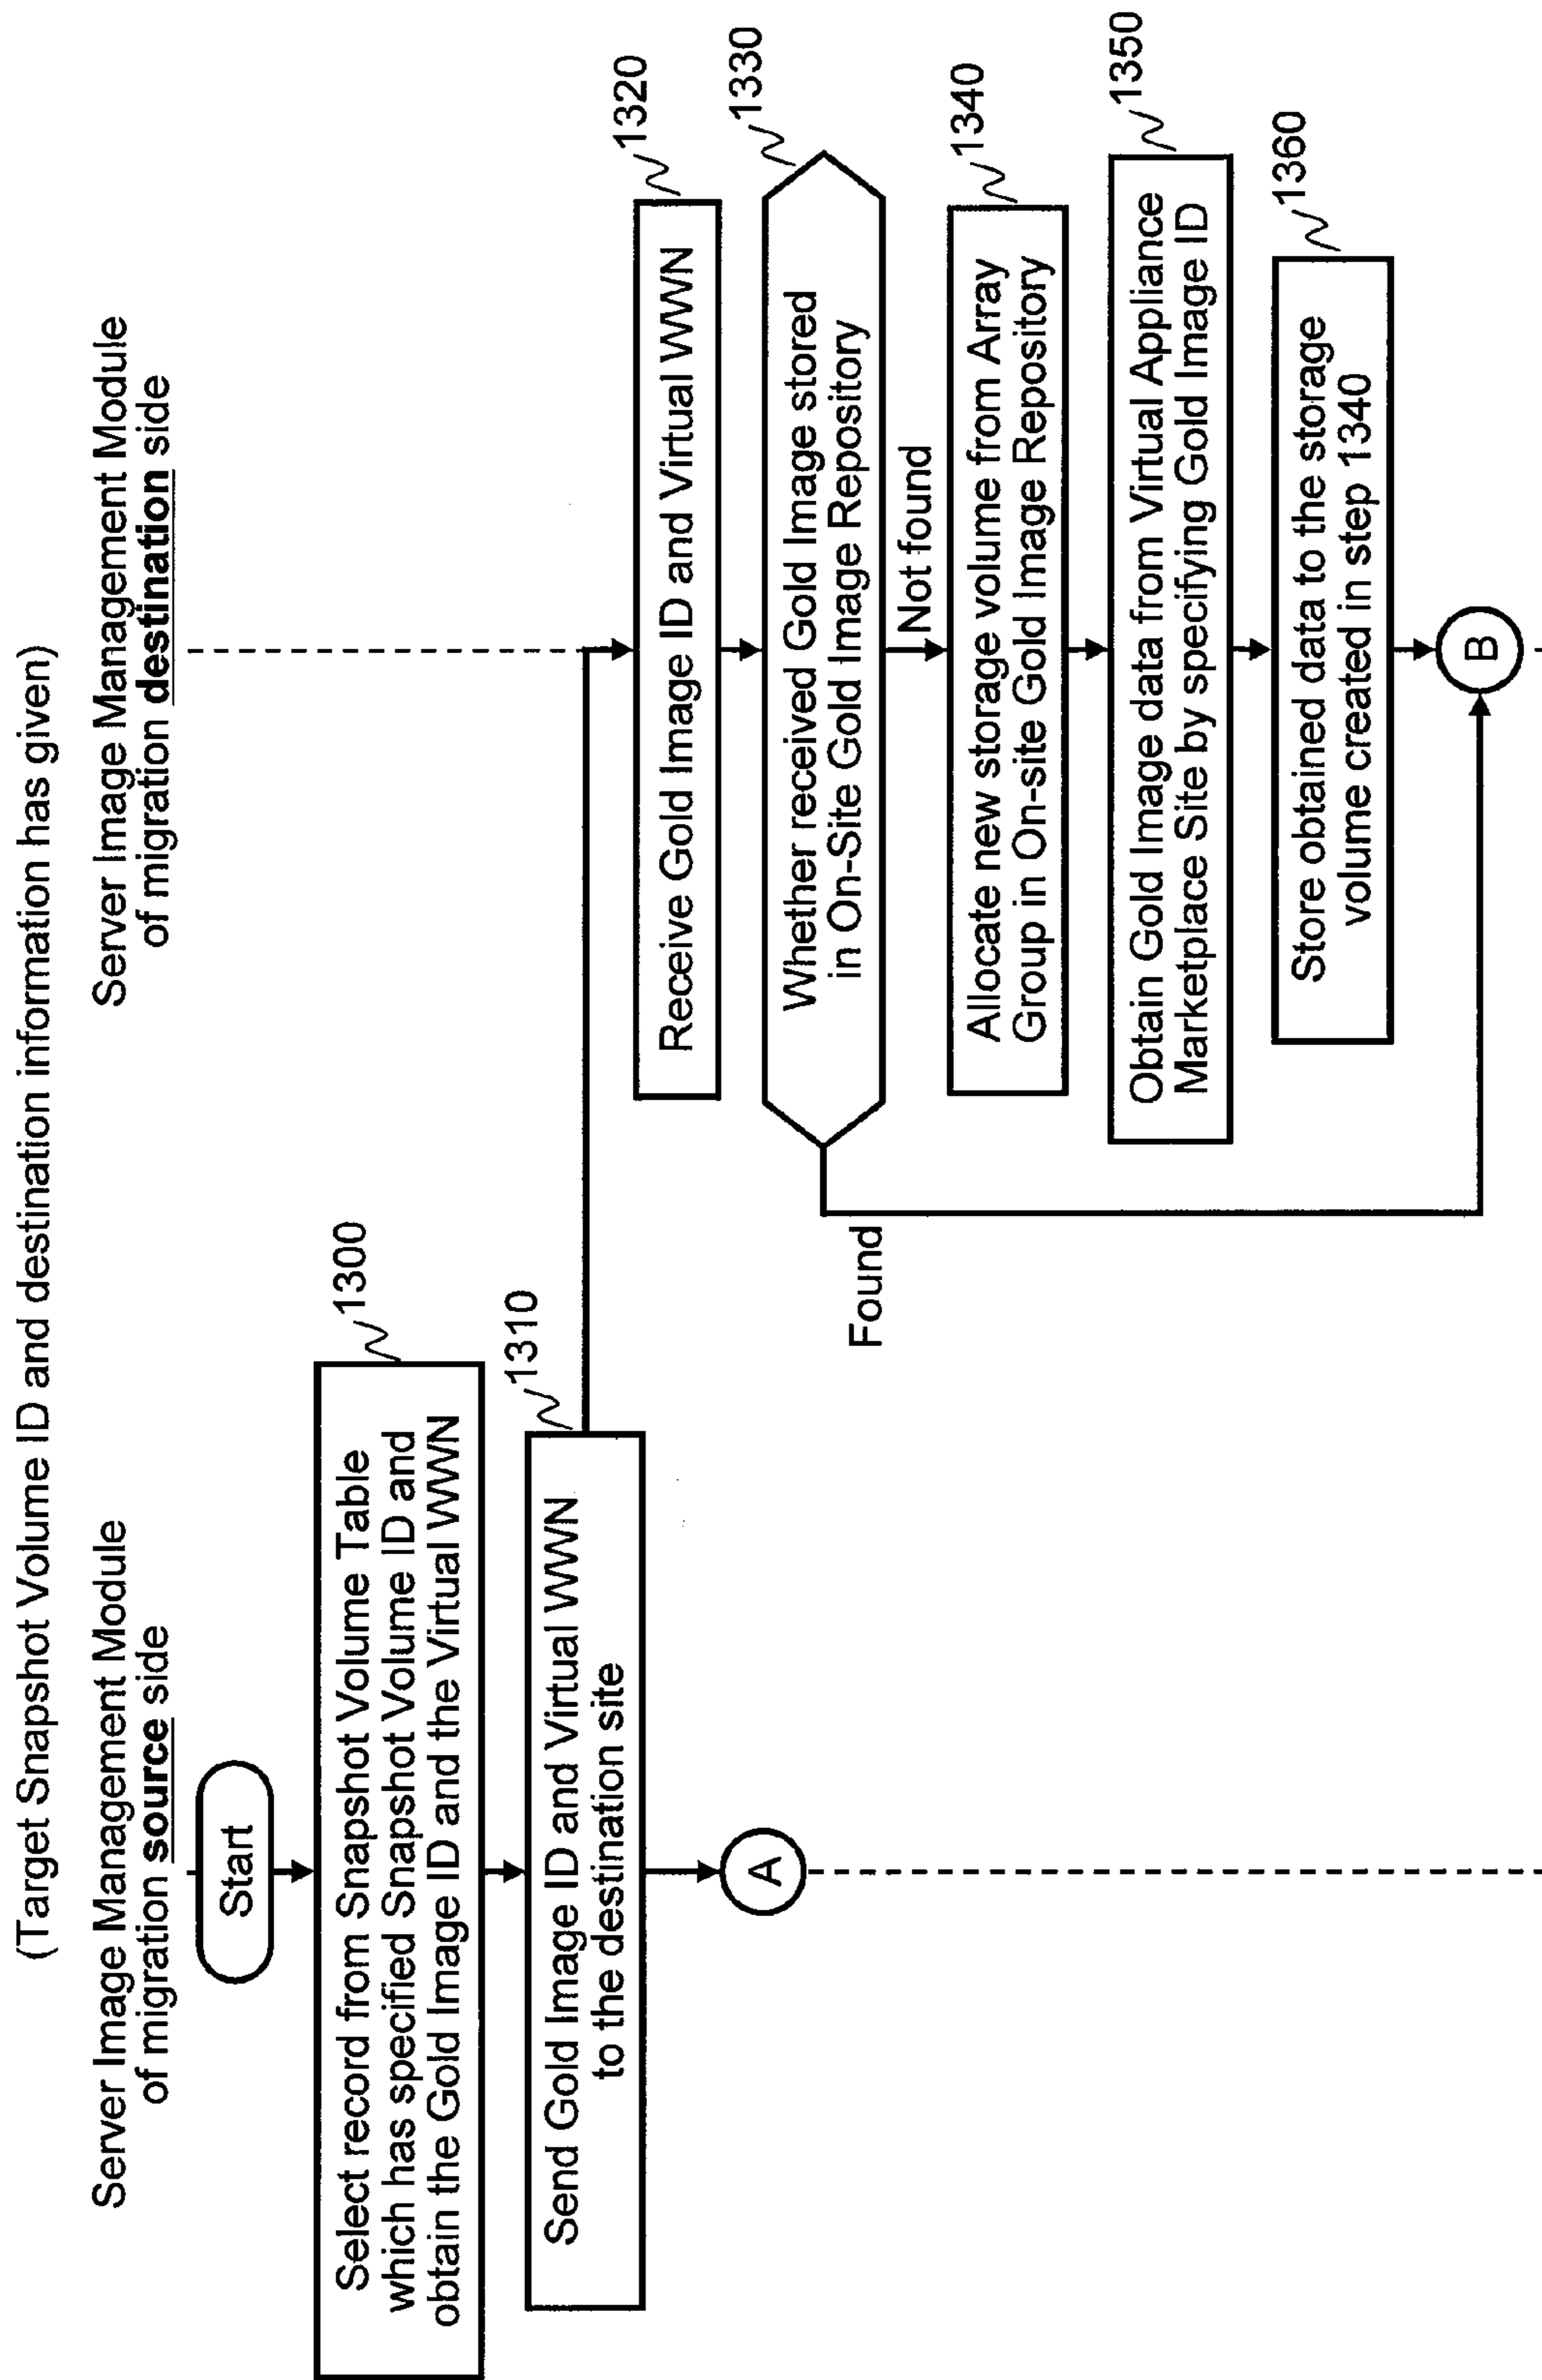 (Target Snapshot Volume ID and destination information has given)
Server Image Management Module
of migration source side
Start
1300
Select record from Snapshot Volume Table
which has specified Snapshot Volume ID and
obtain the Gold Image ID and the Virtual WWN
1310
Send Gold Image ID and Virtual WWN
to the destination site
A
Server Image Management Module
of migration destination side
1320
Receive Gold Image ID and Virtual WWN
1330
Whether received Gold Image stored
in On-Site Gold Image Repository
Found
Not found
1340
Allocate new storage volume from Array
Group in On-site Gold Image Repository
1350
Obtain Gold Image data from Virtual Appliance
Marketplace Site by specifying Gold Image ID
1360
Store obtained data to the storage
volume created in step 1340
B